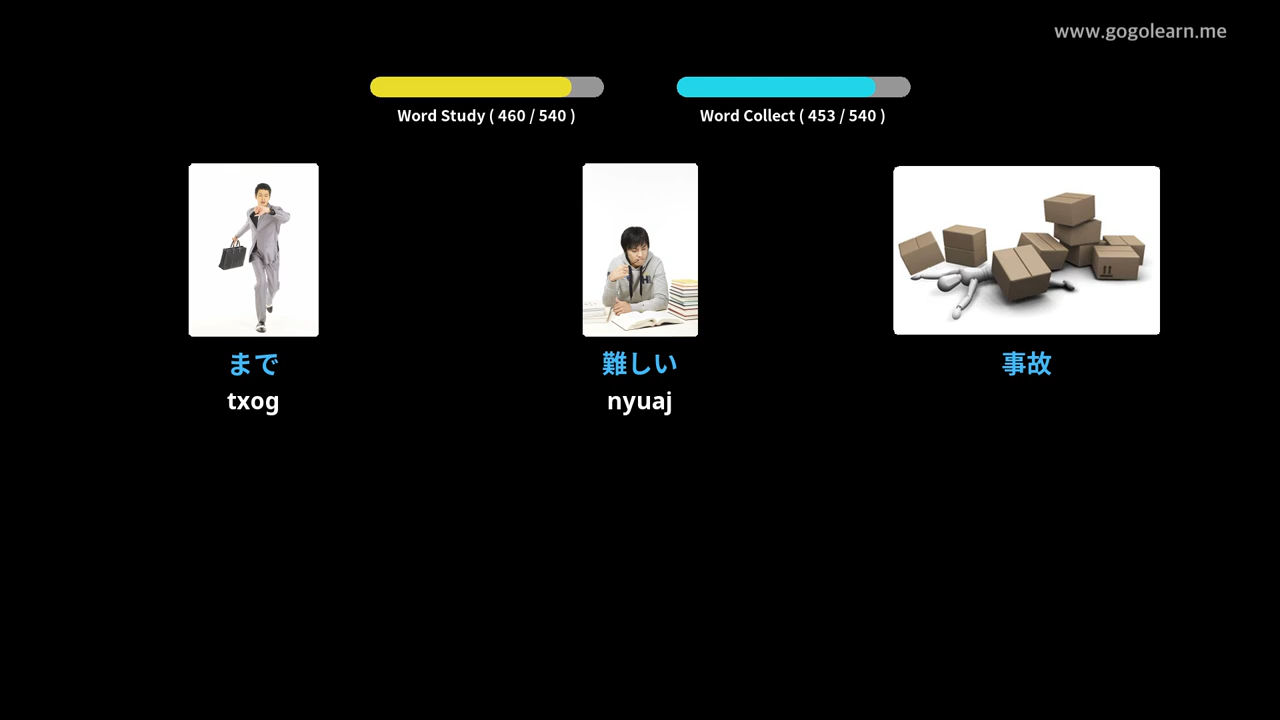 www.gogolearn.me
Word Study ( 460 / 540 )
Word Collect ( 453 / 540 )
まで
txog
難しい
nyuaj
事故